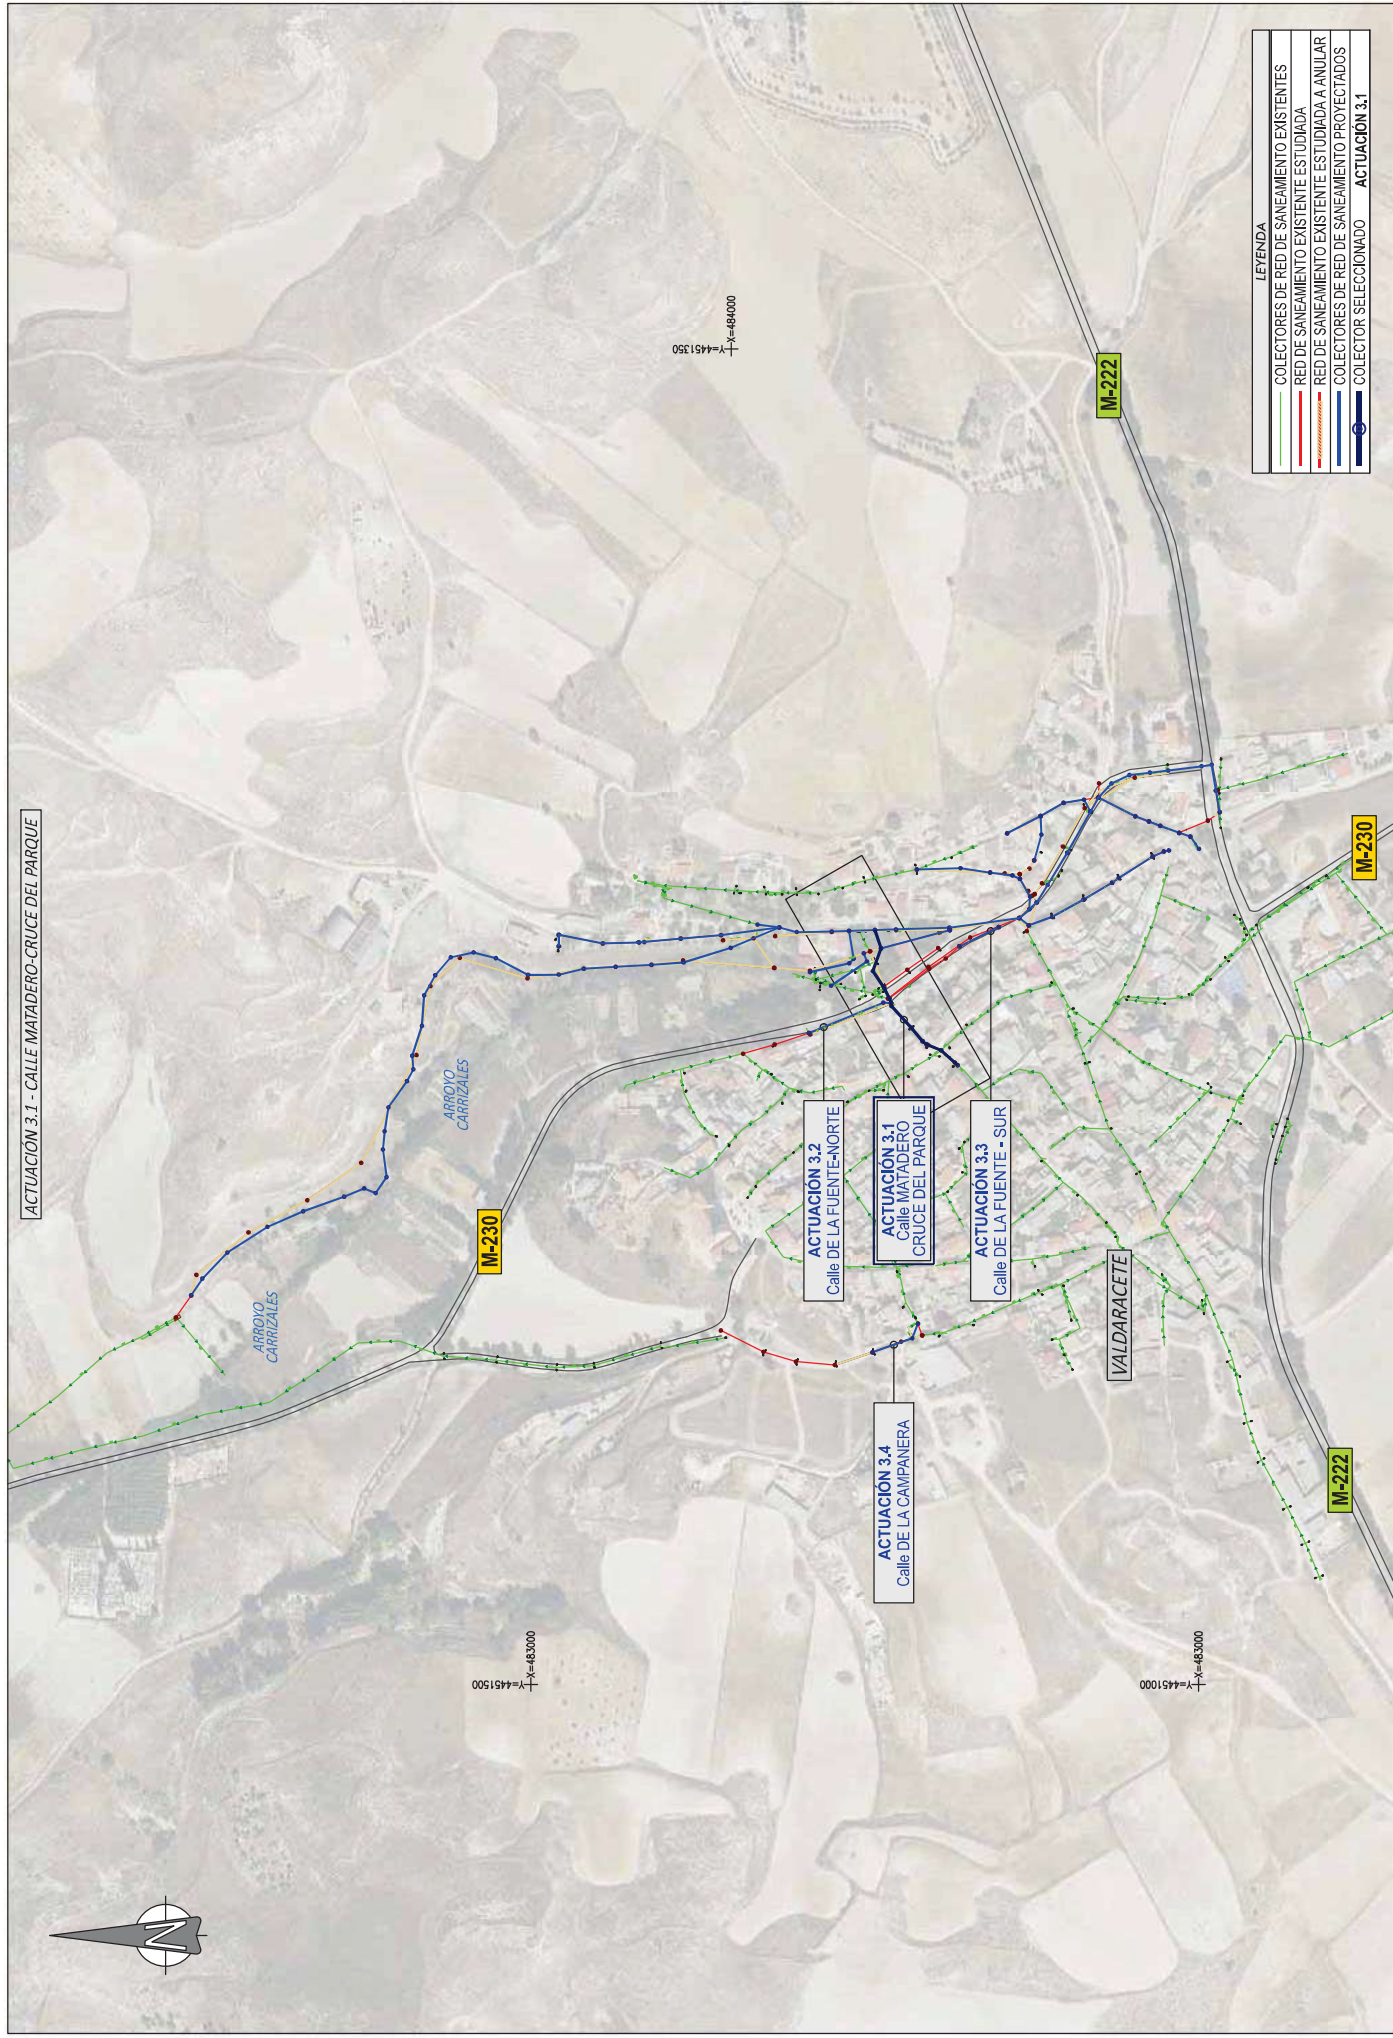 ACTUACIÓN 3.1 - CALLE MATADERO-CRUCE DEL PARQUE
LEYENDA
COLECTORES DE RED DE SANEAMIENTO EXISTENTES
RED DE SANEAMIENTO EXISTENTE ESTUDIADA
RED DE SANEAMIENTO EXISTENTE ESTUDIADA A ANULAR
COLECTORES DE RED DE SANEAMIENTO PROYECTADOS
COLECTOR SELECCIONADO ACTUACIÓN 3.1
N
ARROYO
CARRIZALES
ARROYO
CARRIZALES
M-230
Y=4451350
X=484000
M-222
M-230
ACTUACIÓN 3.2
Calle DE LA FUENTE-NORTE
ACTUACIÓN 3.1
Calle MATADERO
CRUCE DEL PARQUE
ACTUACIÓN 3.3
Calle DE LA FUENTE - SUR
ACTUACIÓN 3.4
Calle DE LA CAMPANERA
VALDARACETE
M-222
Y=4451500
X=483000
Y=4451000
X=483000